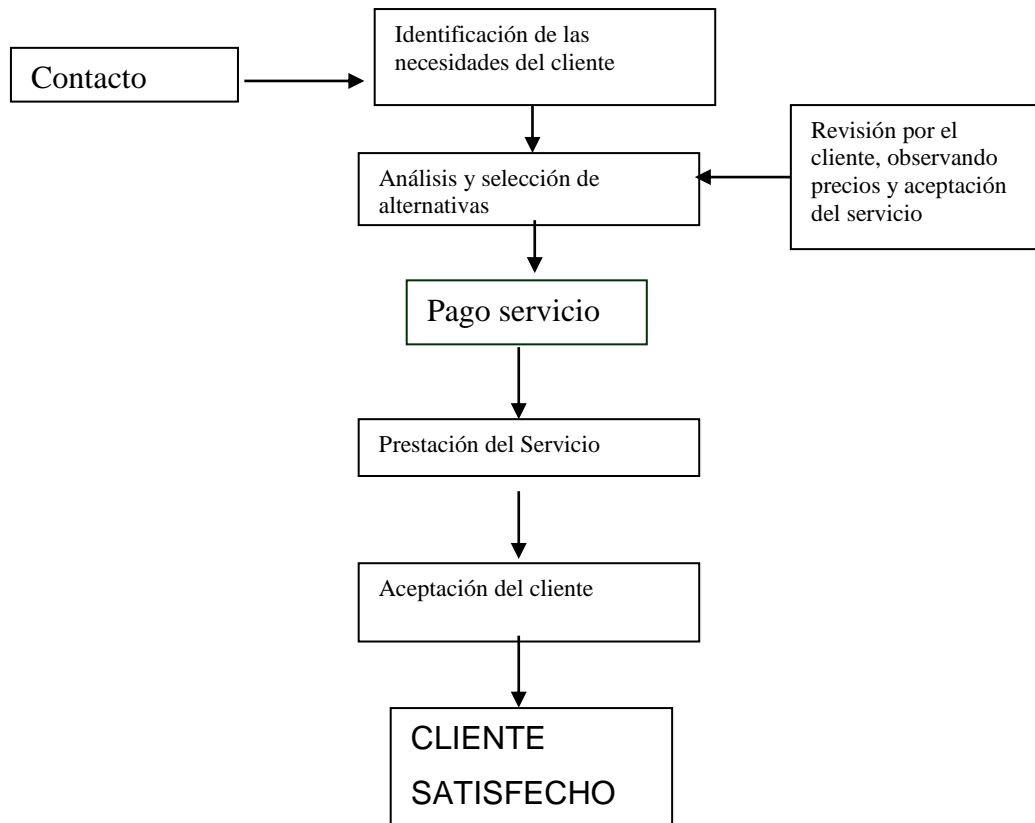 Contacto
Identificación de las
necesidades del cliente
Análisis y selección de
alternativas
Revisión por el
cliente, observando
precios y aceptación
del servicio
Pago servicio
Prestación del Servicio
Aceptación del cliente
CLIENTE
SATISFECHO